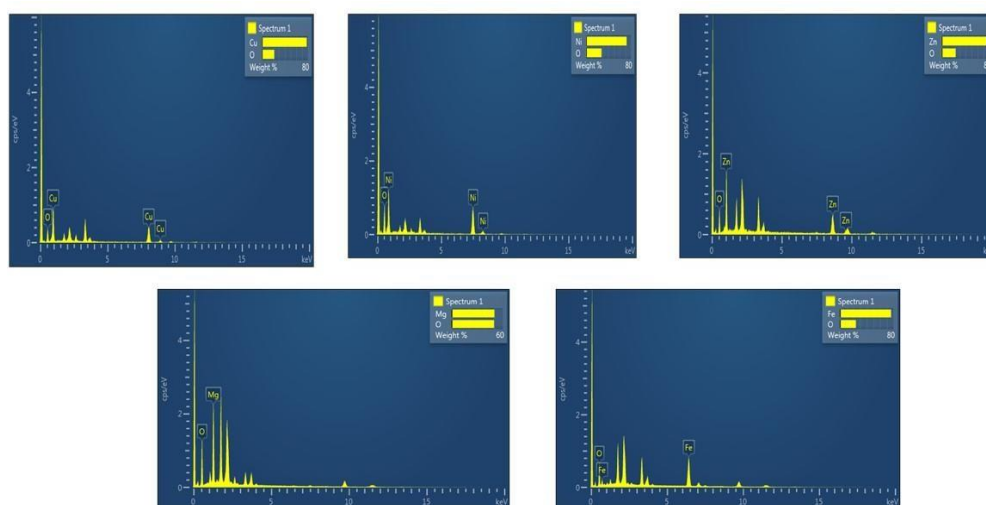 Spectrum 1
Cu
O
Weight % 80
cps/eV
4
2
0
Cu
O
Cu
Cu
0 5 10 15 keV
Spectrum 1
Ni
O
Weight % 80
cps/eV
4
2
0
Ni
O
Ni
Ni
0 5 10 15 keV
Spectrum 1
Zn
O
Weight %
cps/eV
4
2
0
Zn
O
Zn
Zn
0 5 10 15 keV
Spectrum 1
Mg
O
Weight % 60
cps/eV
4
2
0
Mg
O
0 5 10 15 keV
Spectrum 1
Fe
O
Weight % 80
cps/eV
4
2
0
O
Fe
Fe
0 5 10 15 keV